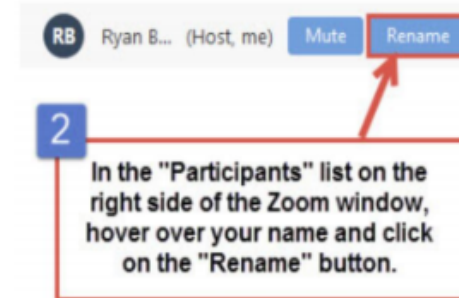 RB Ryan B... (Host, me) Mute Rename
2
In the "Participants" list on the
right side of the Zoom window,
hover over your name and click
on the "Rename" button.